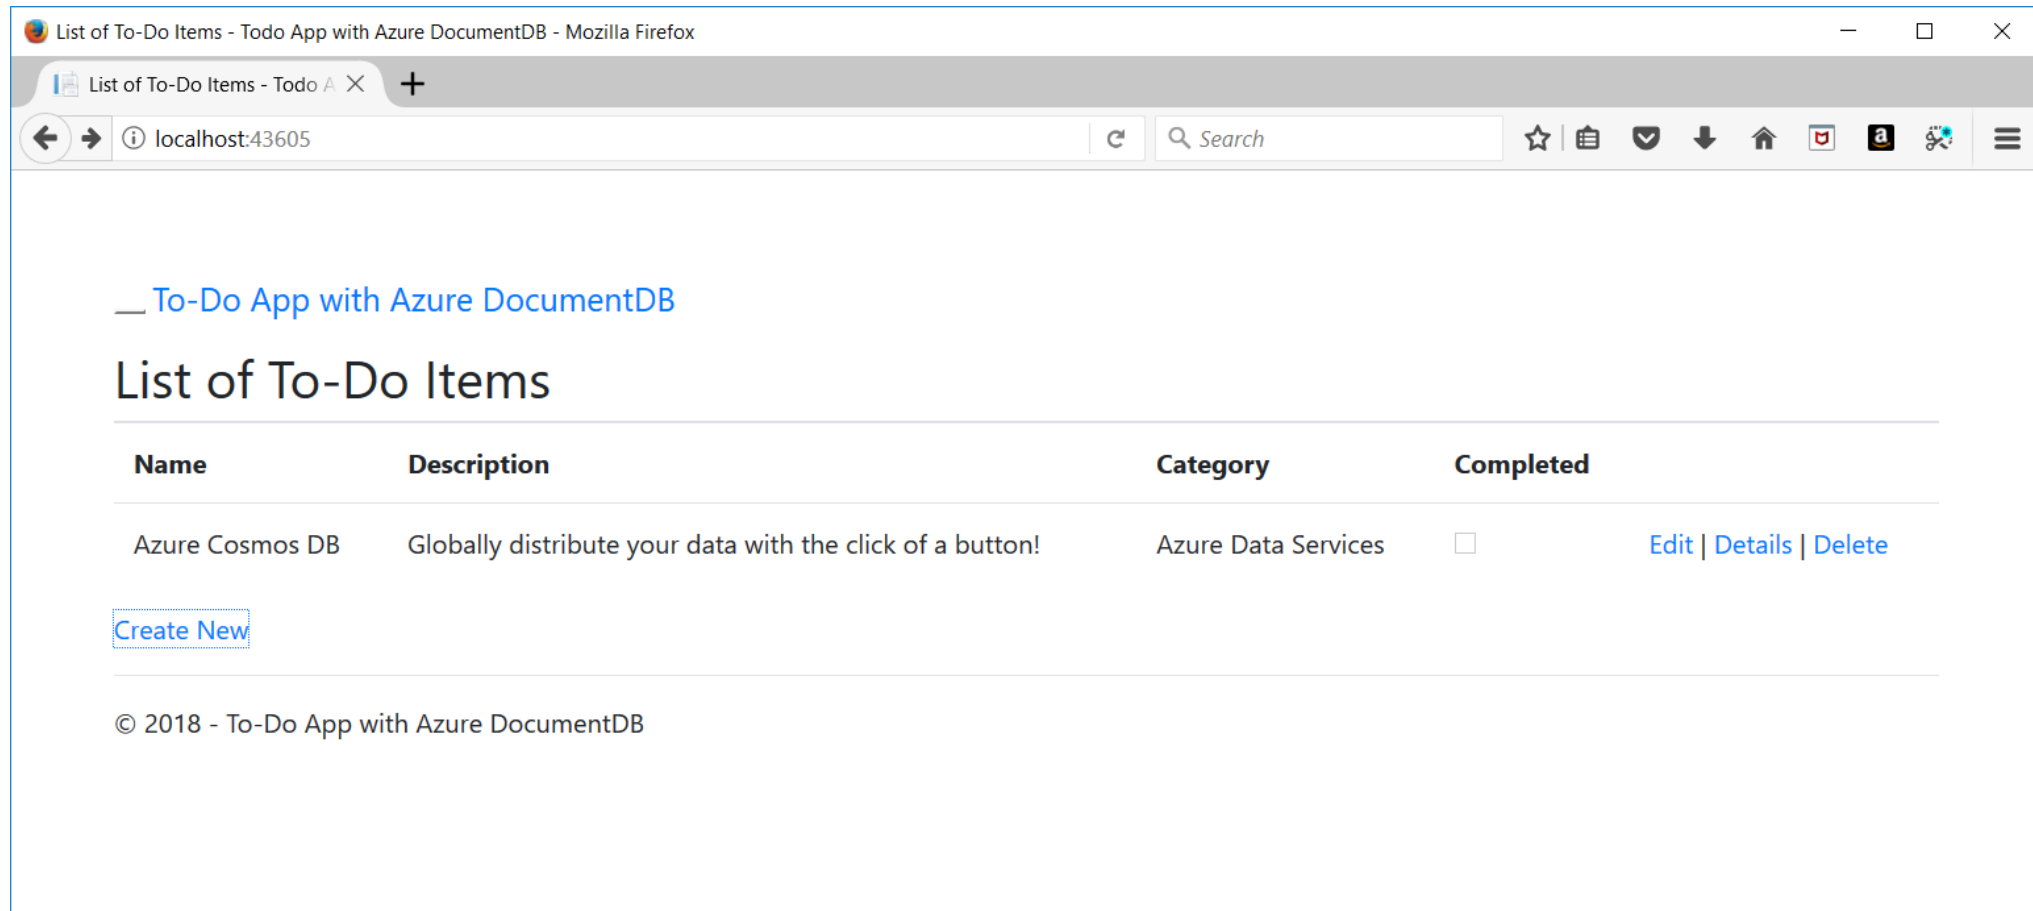 List of To-Do Items - Todo App with Azure DocumentDB - Mozilla Firefox
List of To-Do Items - Todo A
localhost:43605
Search
To-Do App with Azure DocumentDB
List of To-Do Items
Name Description Category Completed
Azure Cosmos DB Globally distribute your data with the click of a button! Azure Data Services Edit | Details | Delete
Create New
© 2018 - To-Do App with Azure DocumentDB